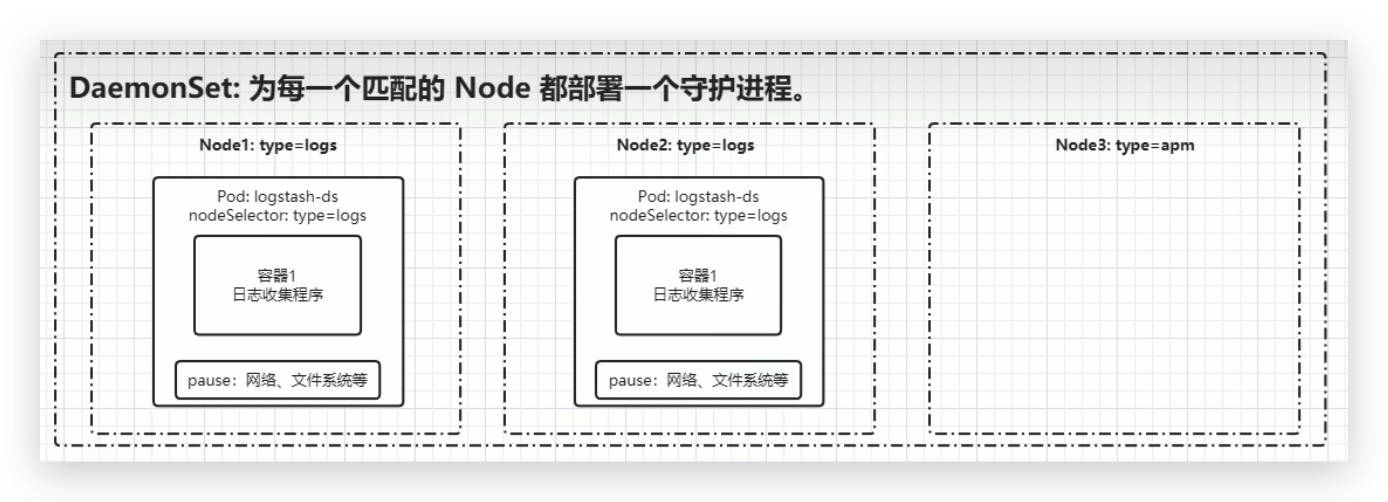 DaemonSet: 为每一个匹配的 Node 都部署一个守护进程。
Node1: type=logs
Pod: logstash-ds
nodeSelector: type=logs
容器1
日志收集程序
pause：网络、文件系统等
Node2: type=logs
Pod: logstash-ds
nodeSelector: type=logs
容器1
日志收集程序
pause：网络、文件系统等
Node3: type=apm